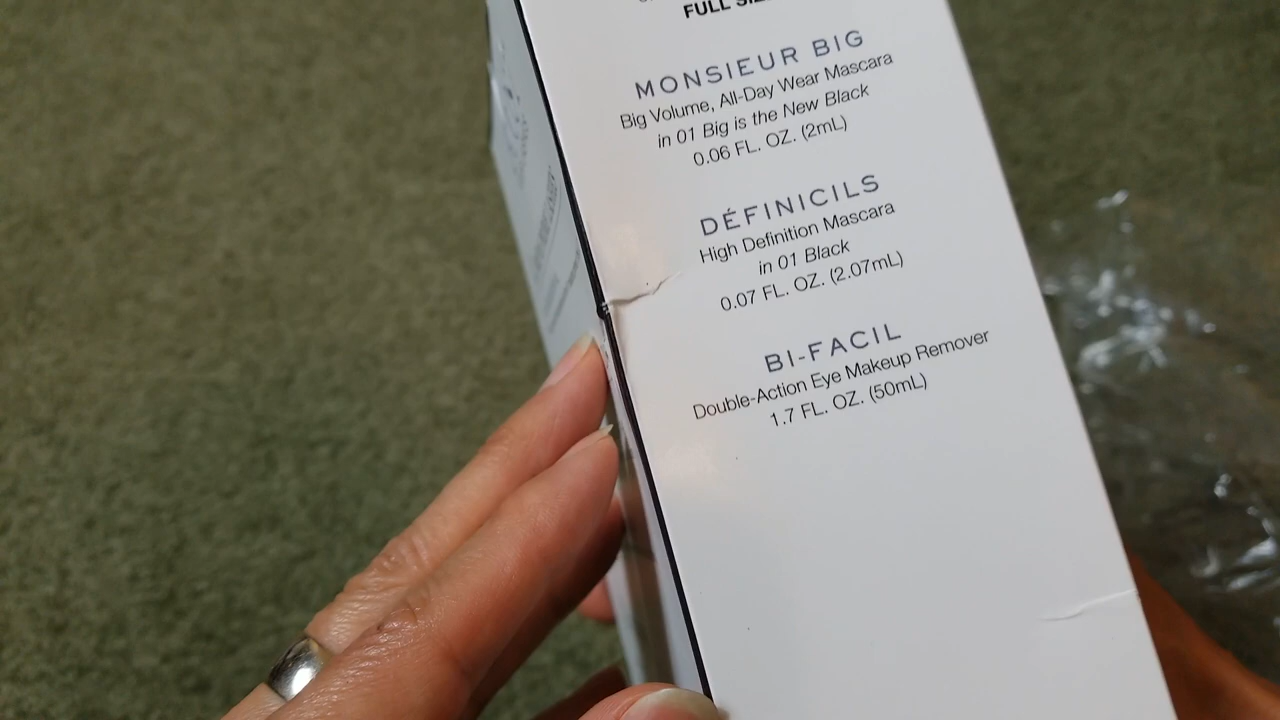 FULL SIZE
MONSIEUR BIG
Big Volume, All-Day Wear Mascara
in 01 Big is the New Black
0.06 FL. OZ. (2mL)
DÉFINICILS
High Definition Mascara
in 01 Black
0.07 FL. OZ. (2.07mL)
BI-FACIL
Double-Action Eye Makeup Remover
1.7 FL. OZ. (50mL)